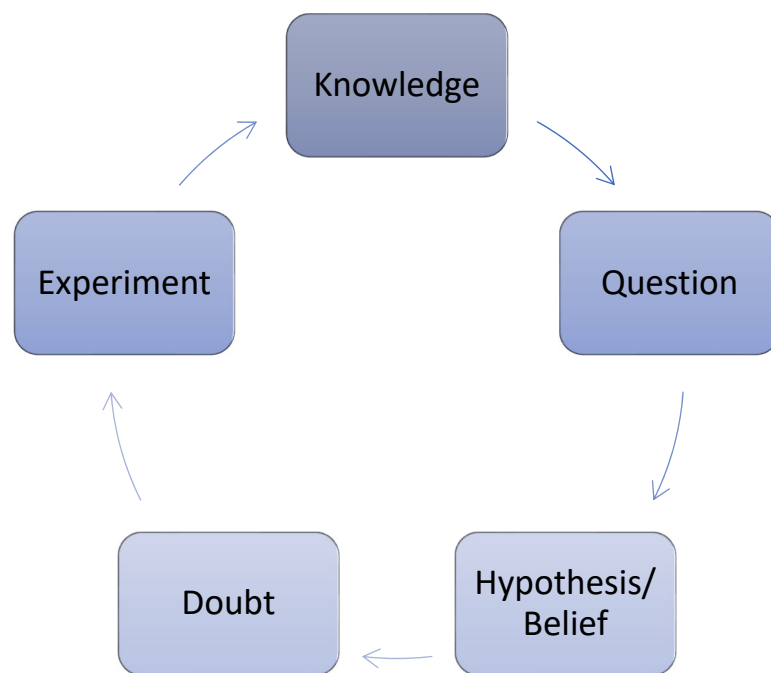 Knowledge
Question
Hypothesis/
Belief
Doubt
Experiment